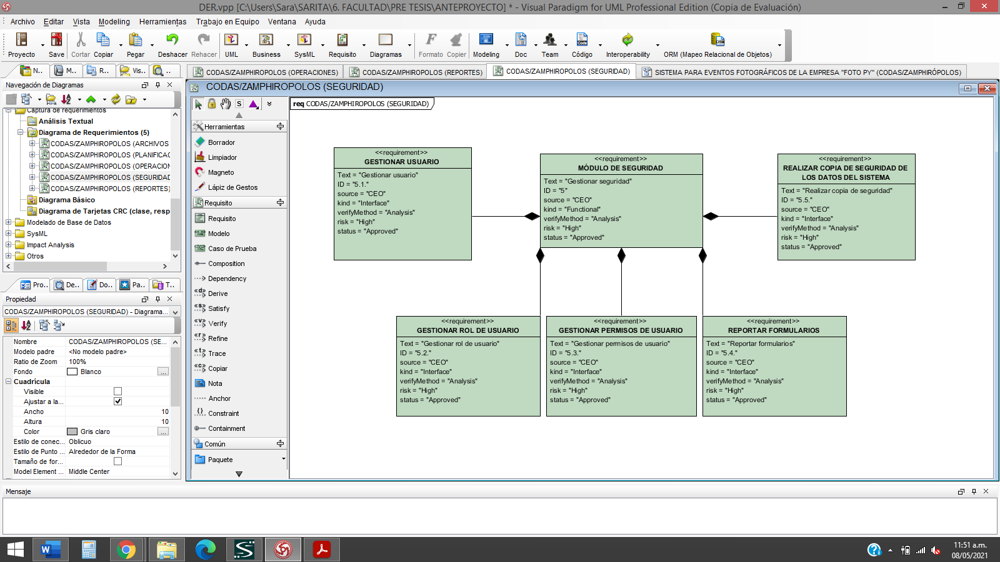 DER.vpp [C:\Users\Sara\SARITA\6. FACULTAD\PRE TESIS\ANTEPROYECTO] * - Visual Paradigm for UML Professional Edition (Copia de Evaluación)
Archivo Editar Vista Modeling Herramientas Trabajo en Equipo Ventana Ayuda
Proyecto Save Cortar Copiar Pegar Deshacer Rehacer UML Business SysML Requisito Diagramas Formato Copier Modeling Doc Team Código Interoperability ORM (Mapeo Relacional de Objetos)
N.. M.. R.. Vis.. ..
CODAS/ZAMPHIROPOLOS (OPERACIONES) CODAS/ZAMPHIROPOLOS (REPORTES) CODAS/ZAMPHIROPOLOS (SEGURIDAD) SISTEMA PARA EVENTOS FOTOGRÁFICOS DE LA EMPRESA "FOTO PY" (CODAS/ZAMPHIRÓPOLOS)
Navegación de Diagramas
Captura de requerimientos
Análisis Textual
Diagrama de Requerimientos (5)
CODAS/ZAMPHIROPOLOS (ARCHIVOS
CODAS/ZAMPHIROPOLOS (PLANIFICAC
CODAS/ZAMPHIROPOLOS (OPERACION
CODAS/ZAMPHIROPOLOS (SEGURIDAD
CODAS/ZAMPHIROPOLOS (REPORTES)
Diagrama Básico
Diagrama de Tarjetas CRC (clase, resp
Modelado de Base de Datos
SysML
Impact Analysis
Otros
Pro.. De.. Do.. Pa.. T..
Propiedad
CODAS/ZAMPHIROPOLOS (SEGURIDAD) - Diagrama...
Nombre CODAS/ZAMPHIROPOLOS (SE...
Modelo padre <No modelo padre>
Ratio de Zoom 100%
Fondo Blanco ...
Cuadrícula
Visible
Ajustar a la...
Ancho 10
Altura 10
Color Gris claro ...
Estilo de conec... Oblicuo
Estilo de Punto ... Alrededor de la Forma
Tamaño de for...
Model Element ... Middle Center
CODAS/ZAMPHIROPOLOS (SEGURIDAD)
S
Herramientas
Borrador
Limpiador
Magneto
Lápiz de Gestos
Requisito
Requisito
Modelo
Caso de Prueba
Composition
Dependency
Derive
Satisfy
Verify
Refine
Trace
Copiar
Nota
Anchor
Constraint
Containment
Común
Paquete
req CODAS/ZAMPHIROPOLOS (SEGURIDAD)
<<requirement>>
GESTIONAR USUARIO
Text = "Gestionar usuario"
ID = "5.1."
source = "CEO"
kind = "Interface"
verifyMethod = "Analysis"
risk = "High"
status = "Approved"
<<requirement>>
MÓDULO DE SEGURIDAD
Text = "Gestionar seguridad"
ID = "5"
source = "CEO"
kind = "Functional"
verifyMethod = "Analysis"
risk = "High"
status = "Approved"
<<requirement>>
REALIZAR COPIA DE SEGURIDAD DE
LOS DATOS DEL SISTEMA
Text = "Realizar copia de seguridad"
ID = "5.5."
source = "CEO"
kind = "Interface"
verifyMethod = "Analysis"
risk = "High"
status = "Approved"
<<requirement>>
GESTIONAR ROL DE USUARIO
Text = "Gestionar rol de usuario"
ID = "5.2."
source = "CEO"
kind = "Interface"
verifyMethod = "Analysis"
risk = "High"
status = "Approved"
<<requirement>>
GESTIONAR PERMISOS DE USUARIO
Text = "Gestionar permisos de usuario"
ID = "5.3."
source = "CEO"
kind = "Interface"
verifyMethod = "Analysis"
risk = "High"
status = "Approved"
<<requirement>>
REPORTAR FORMULARIOS
Text = "Reportar formularios"
ID = "5.4."
source = "CEO"
kind = "Interface"
verifyMethod = "Analysis"
risk = "High"
status = "Approved"
Mensaje
11:51 a.m.
08/05/2021